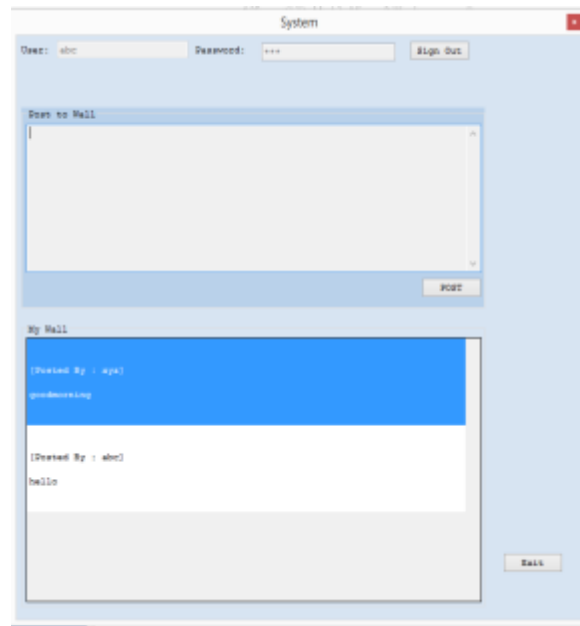 System
User: abc Password: *** Sign Out
Post to Wall
POST
My Wall
[Posted By : aya]
goodmorning
[Posted By : abc]
hello
Exit